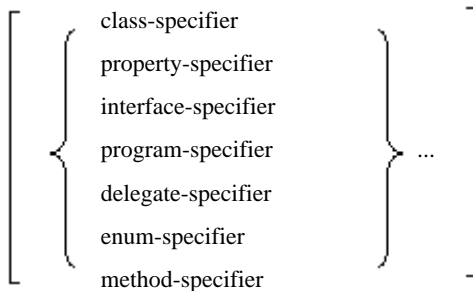 class-specifier
property-specifier
interface-specifier
program-specifier ...
delegate-specifier
enum-specifier
method-specifier